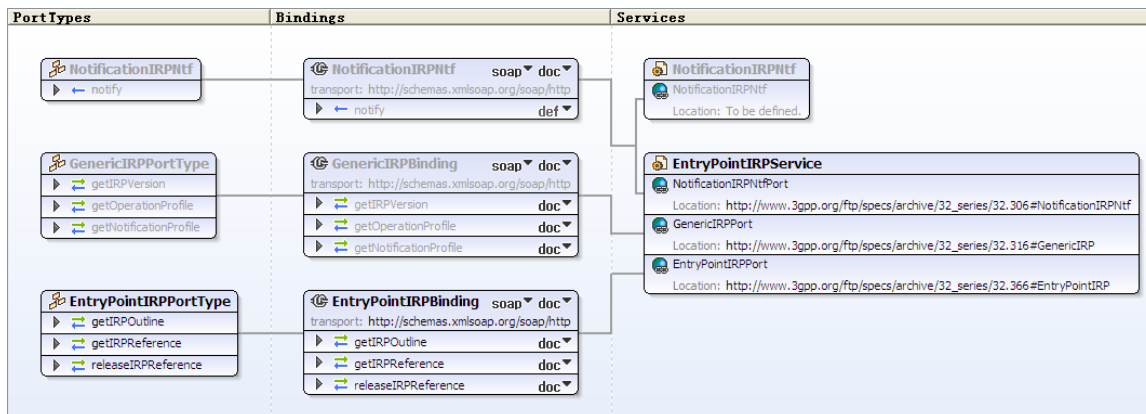 PortTypes
Bindings
Services
NotificationIRPNtf
notify
NotificationIRPNtf soap doc
transport: http://schemas.xmlsoap.org/soap/http
notify def
NotificationIRPNtf
NotificationIRPNtf
Location: To be defined.
GenericIRPPortType
getIRPVersion
getOperationProfile
getNotificationProfile
GenericIRPBinding soap doc
transport: http://schemas.xmlsoap.org/soap/http
getIRPVersion doc
getOperationProfile doc
getNotificationProfile doc
EntryPointIRPService
NotificationIRPNtfPort
Location: http://www.3gpp.org/ftp/specs/archive/32_series/32.306#NotificationIRPNtf
GenericIRPPort
Location: http://www.3gpp.org/ftp/specs/archive/32_series/32.316#GenericIRP
EntryPointIRPPort
Location: http://www.3gpp.org/ftp/specs/archive/32_series/32.366#EntryPointIRP
EntryPointIRPPortType
getIRPOutline
getIRPReference
releaseIRPReference
EntryPointIRPBinding soap doc
transport: http://schemas.xmlsoap.org/soap/http
getIRPOutline doc
getIRPReference doc
releaseIRPReference doc